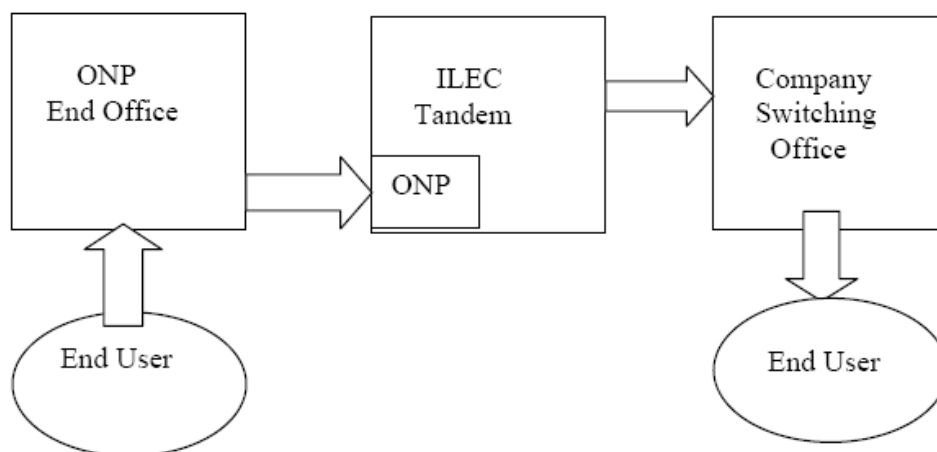 ONP
End Office
ILEC
Tandem
ONP
Company
Switching
Office
End User
End User